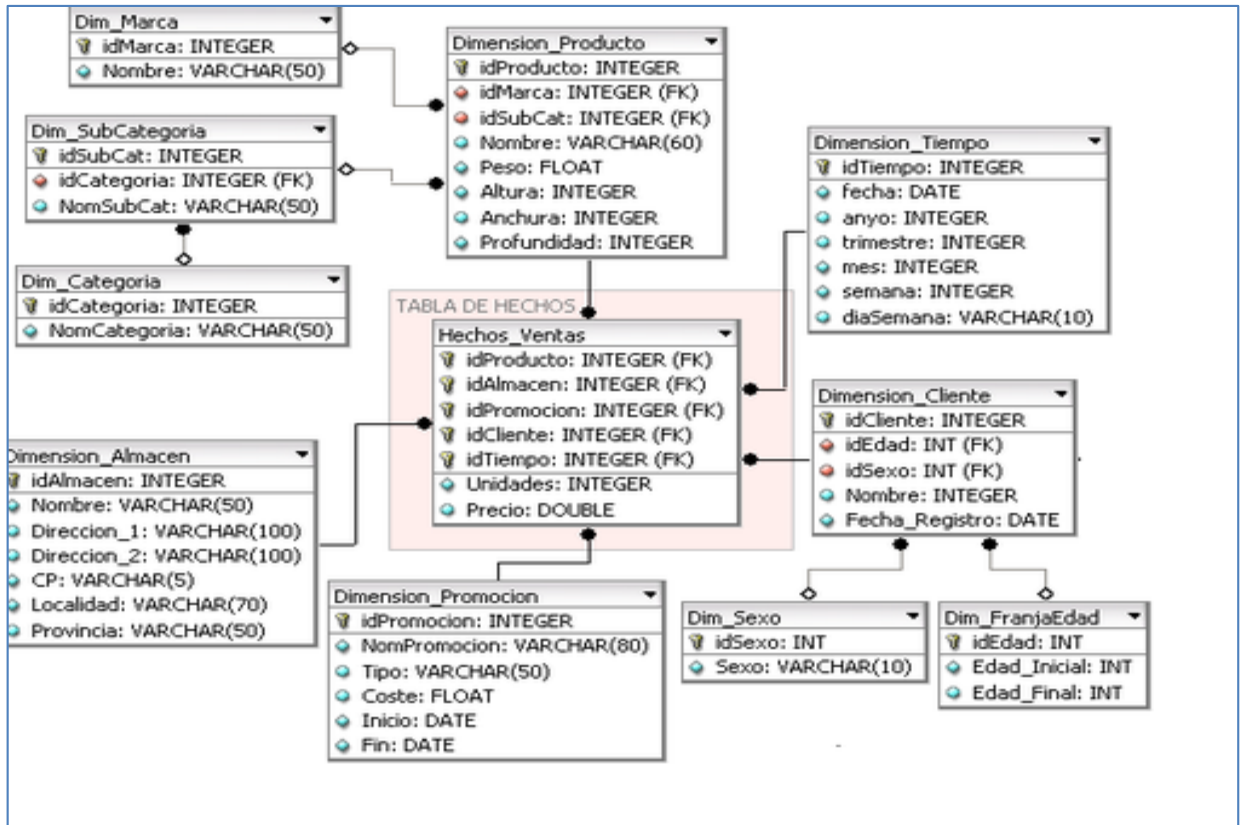 Dim_Marca
idMarca: INTEGER
Nombre: VARCHAR(50)
Dimension_Producto
idProducto: INTEGER
idMarca: INTEGER (FK)
idSubCat: INTEGER (FK)
Nombre: VARCHAR(60)
Peso: FLOAT
Altura: INTEGER
Anchura: INTEGER
Profundidad: INTEGER
Dim_SubCategoria
idSubCat: INTEGER
idCategoria: INTEGER (FK)
NomSubCat: VARCHAR(50)
Dimension_Tiempo
idTiempo: INTEGER
fecha: DATE
anyo: INTEGER
trimestre: INTEGER
mes: INTEGER
semana: INTEGER
diaSemana: VARCHAR(10)
Dim_Categoria
idCategoria: INTEGER
NomCategoria: VARCHAR(50)
TABLA DE HECHOS
Hechos_Ventas
idProducto: INTEGER (FK)
idAlmacen: INTEGER (FK)
idPromocion: INTEGER (FK)
idCliente: INTEGER (FK)
idTiempo: INTEGER (FK)
Unidades: INTEGER
Precio: DOUBLE
Dimension_Cliente
idCliente: INTEGER
idEdad: INT (FK)
idSexo: INT (FK)
Nombre: INTEGER
Fecha_Registro: DATE
Dimension_Almacen
idAlmacen: INTEGER
Nombre: VARCHAR(50)
Direccion_1: VARCHAR(100)
Direccion_2: VARCHAR(100)
CP: VARCHAR(5)
Localidad: VARCHAR(70)
Provincia: VARCHAR(50)
Dimension_Promocion
idPromocion: INTEGER
NomPromocion: VARCHAR(80)
Tipo: VARCHAR(50)
Coste: FLOAT
Inicio: DATE
Fin: DATE
Dim_Sexo
idSexo: INT
Sexo: VARCHAR(10)
Dim_FranjaEdad
idEdad: INT
Edad_Inicial: INT
Edad_Final: INT